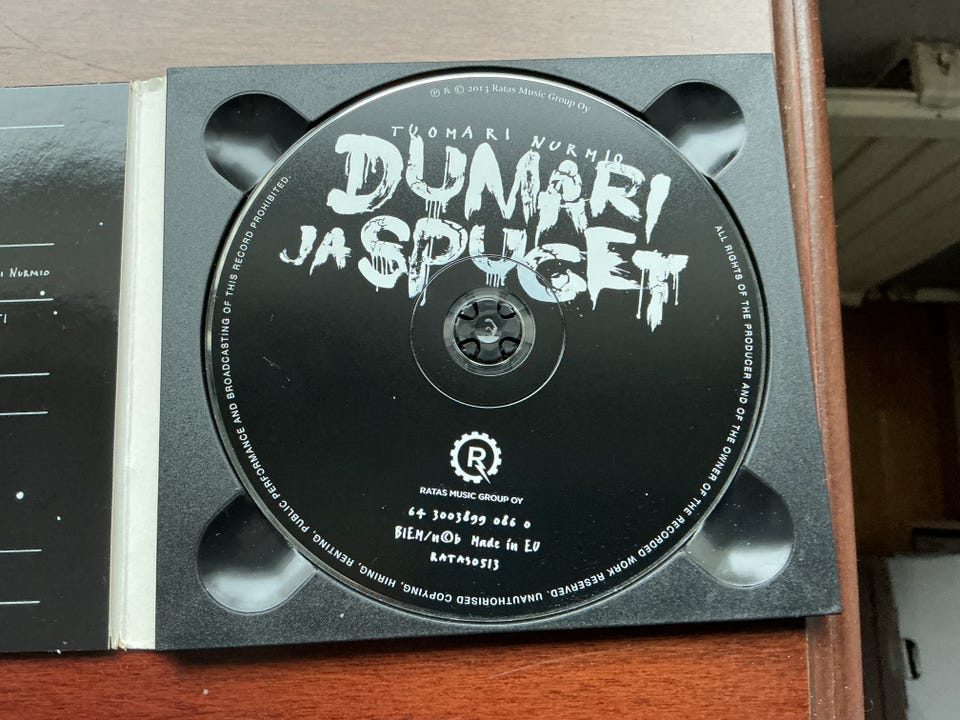 ℗ & © 2013 Ratas Music Group Oy
TUOMARI NURMIO
DUMARI
JA SPUGET
ALL RIGHTS OF THE PRODUCER AND OF THE OWNER OF THE RECORDED WORK RESERVED. UNAUTHORISED COPYING, HIRING, RENTING, PUBLIC PERFORMANCE AND BROADCASTING OF THIS RECORD PROHIBITED.
R
RATAS MUSIC GROUP OY
64 3003899 086 0
BIEM/n©b Made in EU
RATAS0513
NURMIO